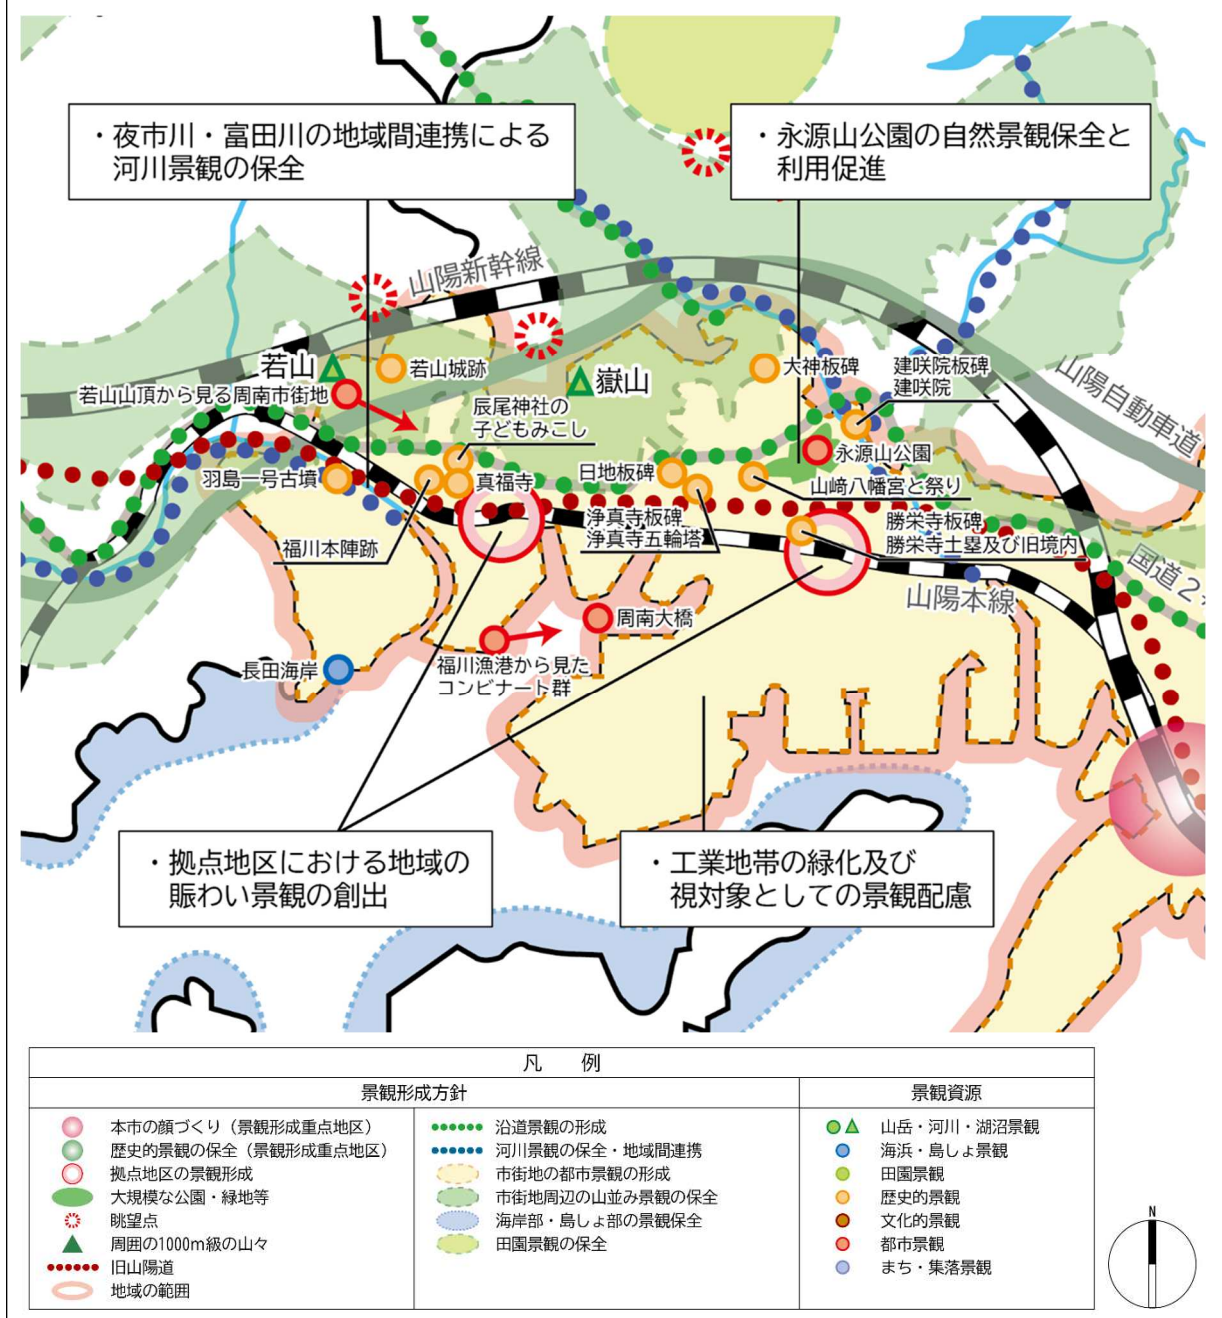 ・夜市川・富田川の地域間連携による
河川景観の保全
・永源山公園の自然景観保全と
利用促進
山陽新幹線
若山
若山城跡
嶽山
大神板碑
建咲院板碑
建咲院
山陽自動車道
若山山頂から見る周南市街地
辰尾神社の
子どもみこし
永源山公園
羽島一号古墳
真福寺
日地板碑
山﨑八幡宮と祭り
福川本陣跡
浄真寺板碑
浄真寺五輪塔
勝栄寺板碑
勝栄寺土塁及び旧境内
国道２
山陽本線
周南大橋
長田海岸
福川漁港から見た
コンビナート群
・拠点地区における地域の
賑わい景観の創出
・工業地帯の緑化及び
視対象としての景観配慮
凡　例
景観形成方針
景観資源
本市の顔づくり（景観形成重点地区）
歴史的景観の保全（景観形成重点地区）
拠点地区の景観形成
大規模な公園・緑地等
眺望点
周囲の1000m級の山々
旧山陽道
地域の範囲
沿道景観の形成
河川景観の保全・地域間連携
市街地の都市景観の形成
市街地周辺の山並み景観の保全
海岸部・島しょ部の景観保全
田園景観の保全
山岳・河川・湖沼景観
海浜・島しょ景観
田園景観
歴史的景観
文化的景観
都市景観
まち・集落景観
N